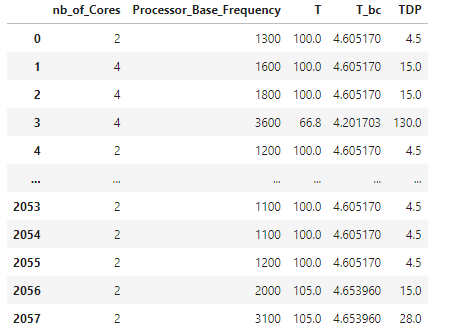 nb_of_Cores Processor_Base_Frequency T T_bc TDP
0 2 1300 100.0 4.605170 4.5
1 4 1600 100.0 4.605170 15.0
2 4 1800 100.0 4.605170 15.0
3 4 3600 66.8 4.201703 130.0
4 2 1200 100.0 4.605170 4.5
... ... ... ... ... ...
2053 2 1100 100.0 4.605170 4.5
2054 2 1100 100.0 4.605170 4.5
2055 2 1200 100.0 4.605170 4.5
2056 2 2000 105.0 4.653960 15.0
2057 2 3100 105.0 4.653960 28.0